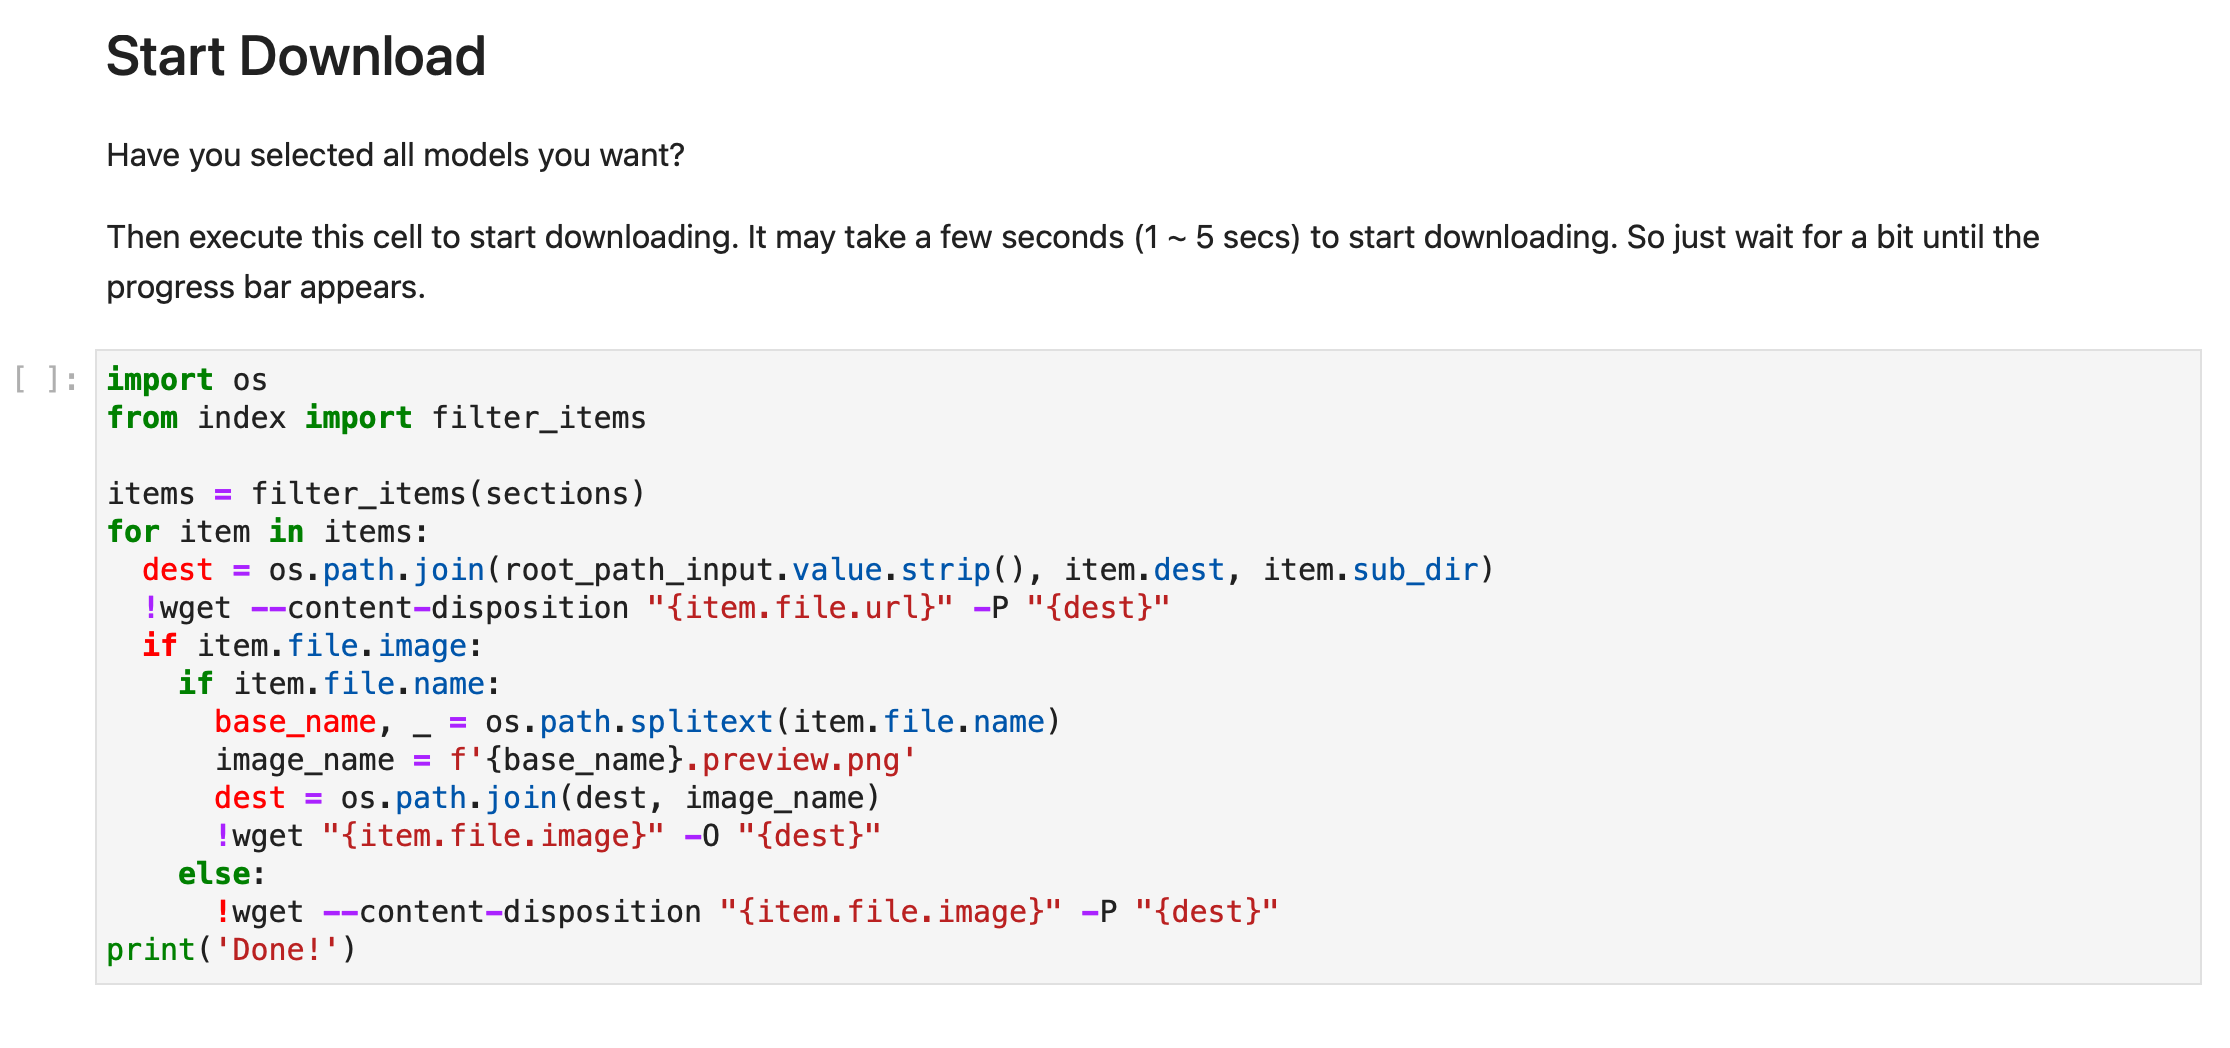 Start Download
Have you selected all models you want?
Then execute this cell to start downloading. It may take a few seconds (1 ~ 5 secs) to start downloading. So just wait for a bit until the
progress bar appears.
[ ]:
import os
from index import filter_items

items = filter_items(sections)
for item in items:
  dest = os.path.join(root_path_input.value.strip(), item.dest, item.sub_dir)
  !wget --content-disposition "{item.file.url}" -P "{dest}"
  if item.file.image:
    if item.file.name:
      base_name, _ = os.path.splitext(item.file.name)
      image_name = f'{base_name}.preview.png'
      dest = os.path.join(dest, image_name)
      !wget "{item.file.image}" -O "{dest}"
    else:
      !wget --content-disposition "{item.file.image}" -P "{dest}"
print('Done!')